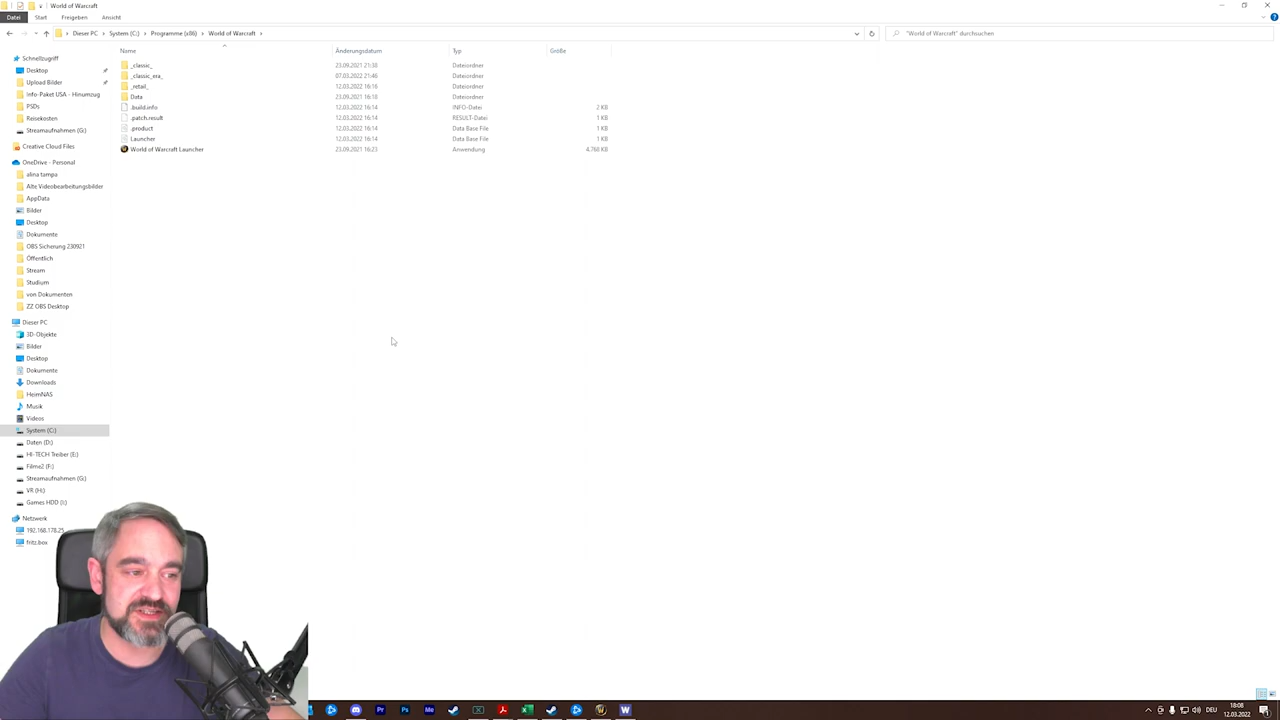 World of Warcraft
Datei Start Freigeben Ansicht
Dieser PC System (C:) Programme (x86) World of Warcraft
"World of Warcraft" durchsuchen
Name Änderungsdatum Typ Größe
_classic_ 23.09.2021 21:38 Dateiordner
_classic_era_ 07.03.2022 21:46 Dateiordner
_retail_ 12.03.2022 16:18 Dateiordner
Data 23.09.2021 16:18 Dateiordner
.build.info 12.03.2022 16:14 INFO-Datei 2 KB
.patch.result 12.03.2022 16:14 RESULT-Datei 1 KB
.product 12.03.2022 16:14 Data Base File 1 KB
Launcher 12.03.2022 16:14 Data Base File 1 KB
World of Warcraft Launcher 23.09.2021 16:23 Anwendung 4.768 KB
Schnellzugriff
Desktop
Upload Bilder
Info-Paket USA - Hinumzug
PSDs
Reisekosten
Streamaufnahmen (G:)
Creative Cloud Files
OneDrive - Personal
alina tampa
Alte Videobearbeitungsbilder
AppData
Bilder
Desktop
Dokumente
OBS Sicherung 230921
Öffentlich
Stream
Studium
von Dokumenten
ZZ OBS Desktop
Dieser PC
3D-Objekte
Bilder
Desktop
Dokumente
Downloads
HeimNAS
Musik
Videos
System (C:)
Daten (D:)
HI-TECH Treiber (E:)
Filme2 (F:)
Streamaufnahmen (G:)
VR (H:)
Games HDD (I:)
Netzwerk
192.168.178.25
fritz.box
Pr Ps Me W
DEU 18:08
12.03.2022